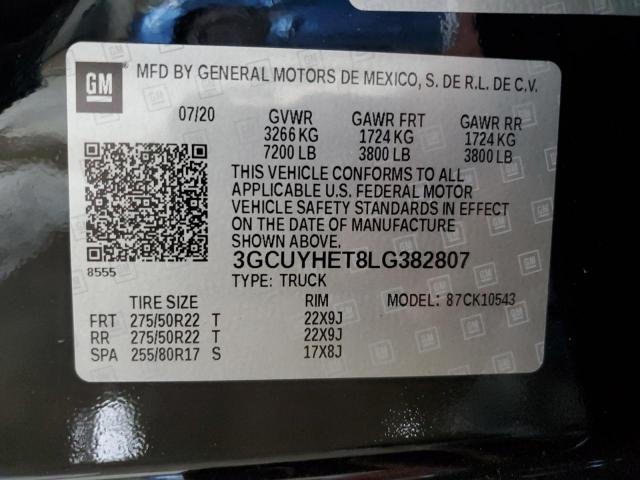 GM
MFD BY GENERAL MOTORS DE MEXICO, S. DE R.L. DE C.V.
07/20 GVWR GAWR FRT GAWR RR
3266 KG 1724 KG 1724 KG
7200 LB 3800 LB 3800 LB
THIS VEHICLE CONFORMS TO ALL
APPLICABLE U.S. FEDERAL MOTOR
VEHICLE SAFETY STANDARDS IN EFFECT
ON THE DATE OF MANUFACTURE
SHOWN ABOVE.
8555
3GCUYHET8LG382807
TYPE: TRUCK
TIRE SIZE RIM MODEL: 87CK10543
FRT 275/50R22 T 22X9J
RR 275/50R22 T 22X9J
SPA 255/80R17 S 17X8J